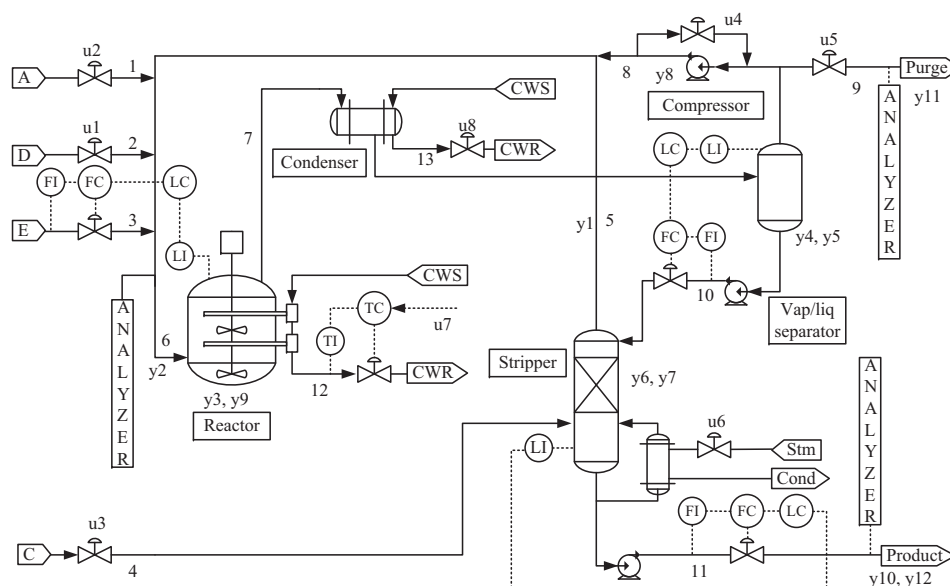 u4
u5
u2
A
1
8
y8
9
Purge
y11
Compressor
CWS
7
u8
13
CWR
Condenser
u1
D
2
FI
FC
LC
E
3
LI
LC
LI
y1
5
FC
FI
10
y4, y5
Vap/liq
separator
ANALYZER
CWS
TC
u7
TI
12
CWR
6
y2
y3, y9
Reactor
ANALYZER
Stripper
y6, y7
LI
u6
Stm
Cond
ANALYZER
u3
C
4
FI
FC
LC
11
Product
y10, y12